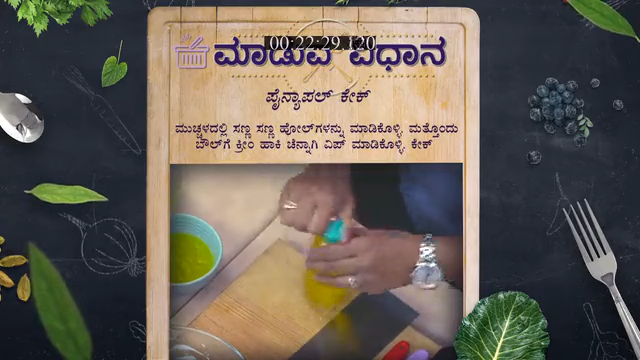 00:22:29.120
ಮಾಡುವ ವಿಧಾನ
ಪೈನ್ಯಾಪಲ್ ಕೇಕ್
ಮುಚ್ಚಳದಲ್ಲಿ ಸಣ್ಣ ಸಣ್ಣ ಹೋಲ್‌ಗಳನ್ನು ಮಾಡಿಕೊಳ್ಳಿ, ಮತ್ತೊಂದು
ಬೌಲ್‌ಗೆ ಕ್ರೀಂ ಹಾಕಿ ಚೆನ್ನಾಗಿ ವಿಪ್ ಮಾಡಿಕೊಳ್ಳಿ, ಕೇಕ್